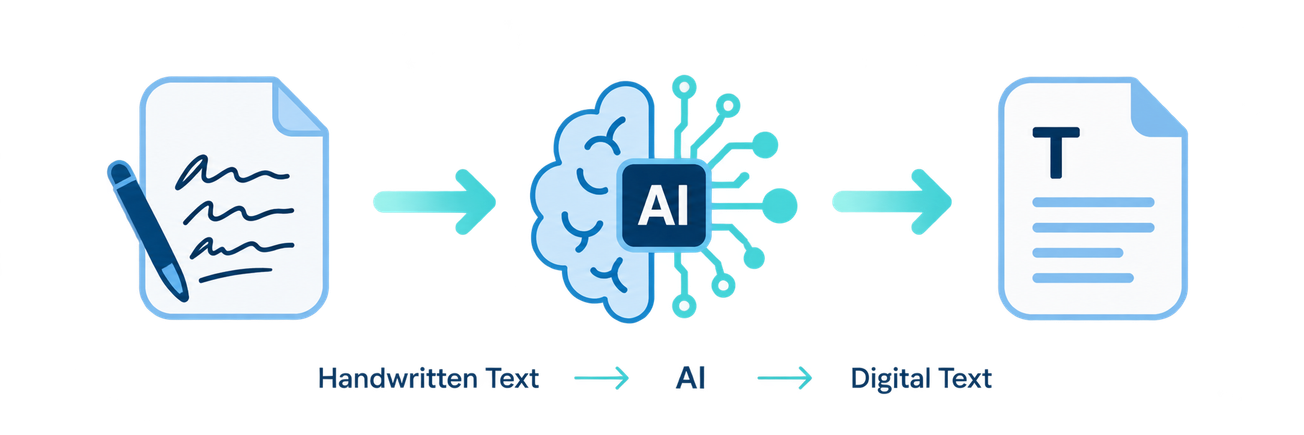 AI
T
Handwritten Text → AI → Digital Text